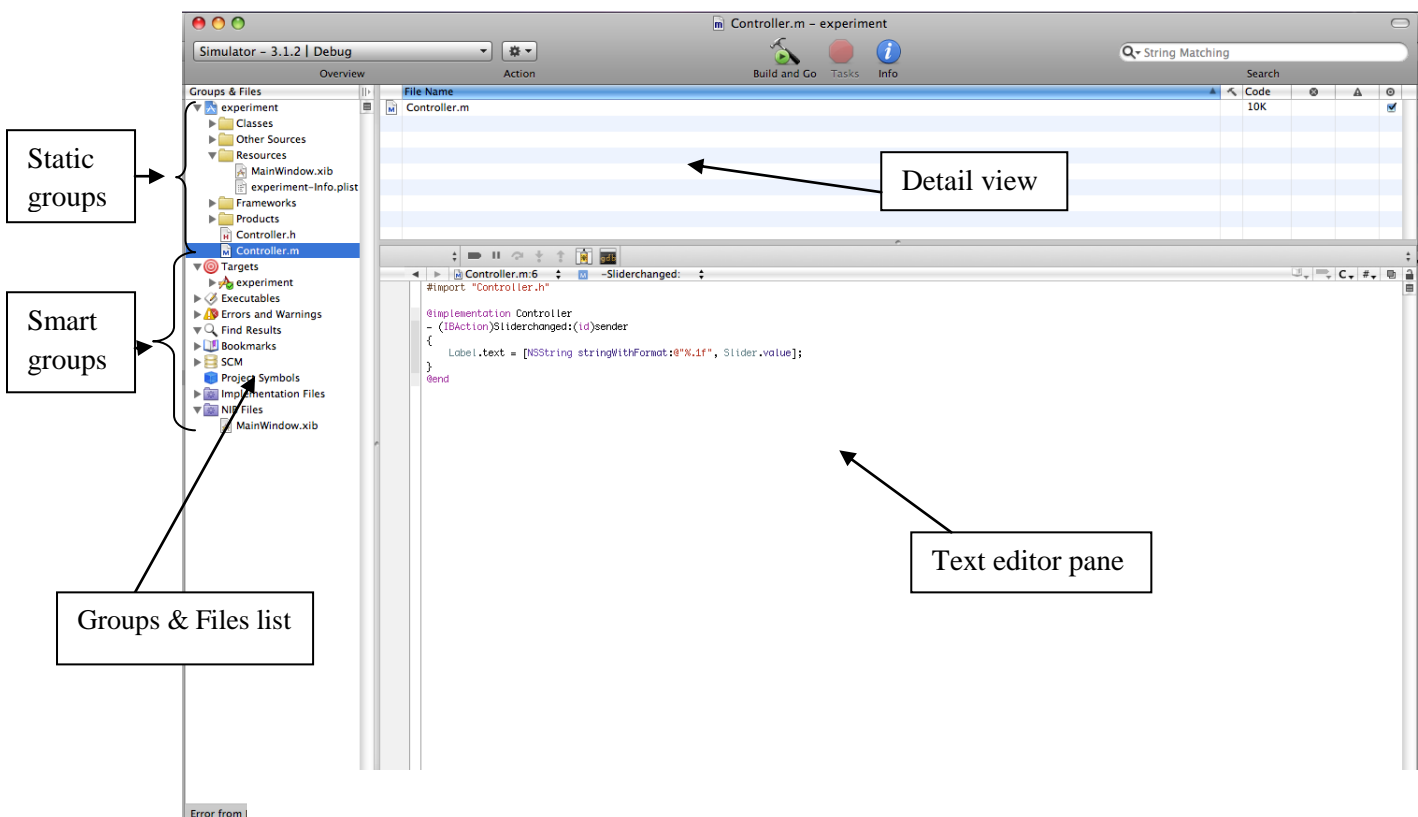 Controller.m – experiment
Simulator – 3.1.2 | Debug
String Matching
Overview
Action
Build and Go
Tasks
Info
Search
Groups & Files
experiment
Classes
Other Sources
Resources
MainWindow.xib
experiment–Info.plist
Frameworks
Products
Controller.h
Controller.m
Targets
experiment
Executables
Errors and Warnings
Find Results
Bookmarks
SCM
Project Symbols
Implementation Files
NIB Files
MainWindow.xib
File Name
Code
Controller.m
10K
Controller.m:6
-Sliderchanged:
C
#
#import "Controller.h"
@implementation Controller
- (IBAction)Sliderchanged:(id)sender
{
Label.text = [NSString stringWithFormat:@"%.1f", Slider.value];
}
@end
Static
groups
Smart
groups
Detail view
Text editor pane
Groups & Files list
Error from